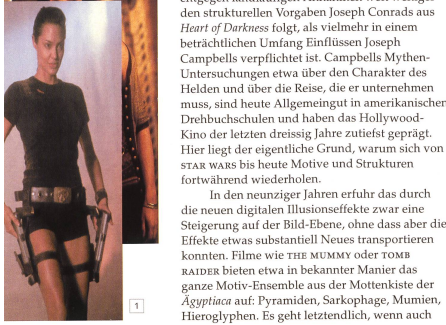 entgegen landläufigen Annahmen weit weniger
den strukturellen Vorgaben Joseph Conrads aus
Heart of Darkness folgt, als vielmehr in einem
beträchtlichen Umfang Einflüssen Joseph
Campbells verpflichtet ist. Campbells Mythen-
Untersuchungen etwa über den Charakter des
Helden und über die Reise, die er unternehmen
muss, sind heute Allgemeingut in amerikanischen
Drehbuchschulen und haben das Hollywood-
Kino der letzten dreissig Jahre zutiefst geprägt.
Hier liegt der eigentliche Grund, warum sich von
STAR WARS bis heute Motive und Strukturen
fortwährend wiederholen.
In den neunziger Jahren erfuhr das durch
die neuen digitalen Illusionseffekte zwar eine
Steigerung auf der Bild-Ebene, ohne dass aber die
Effekte etwas substantiell Neues transportieren
konnten. Filme wie THE MUMMY oder TOMB
RAIDER bieten etwa in bekannter Manier das
ganze Motiv-Ensemble aus der Mottenkiste der
Ägyptiaca auf: Pyramiden, Sarkophage, Mumien,
Hieroglyphen. Es geht letztendlich, wenn auch
1